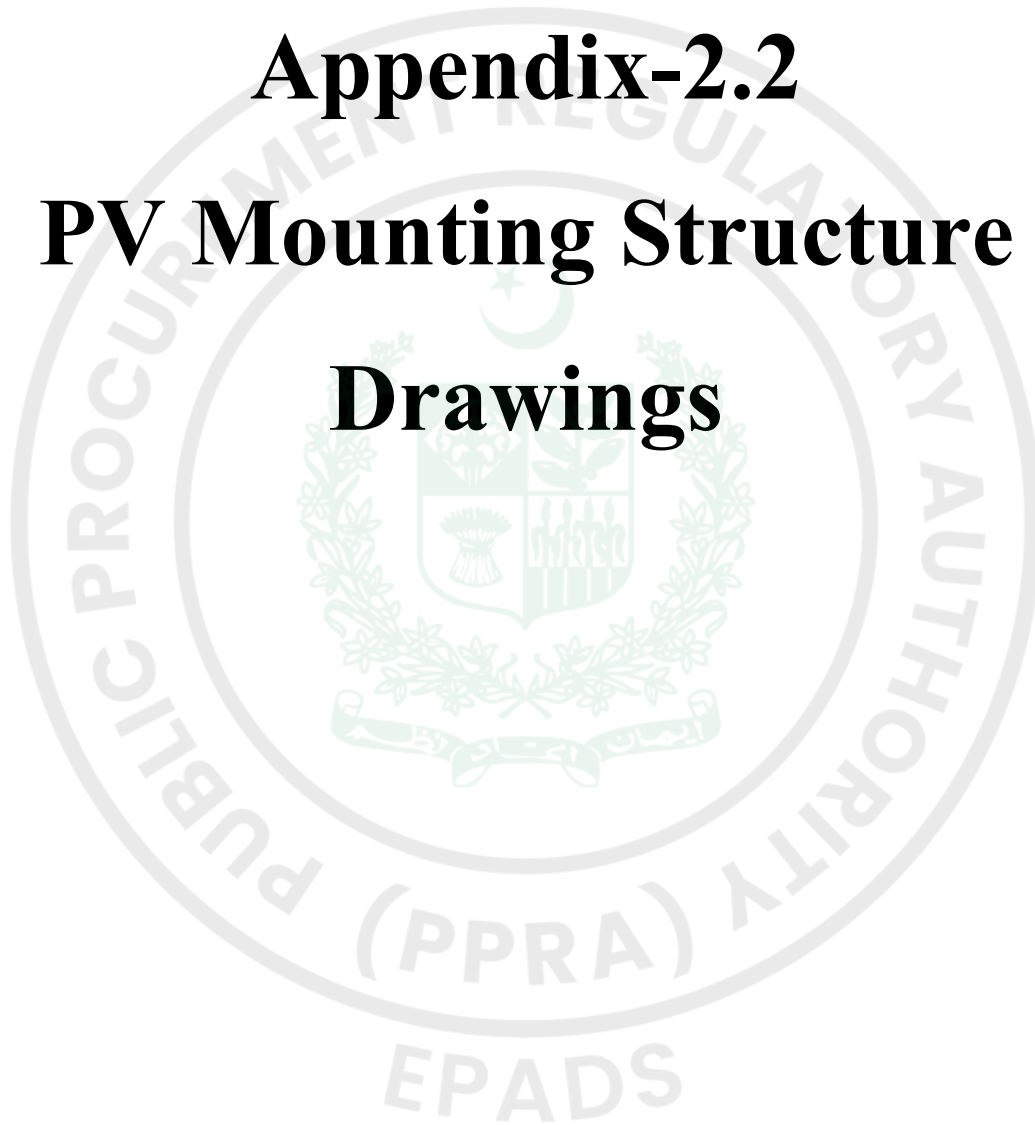 Appendix-2.2
PV Mounting Structure
Drawings
PUBLIC PROCUREMENT REGULATORY AUTHORITY
(PPRA)
EPADS